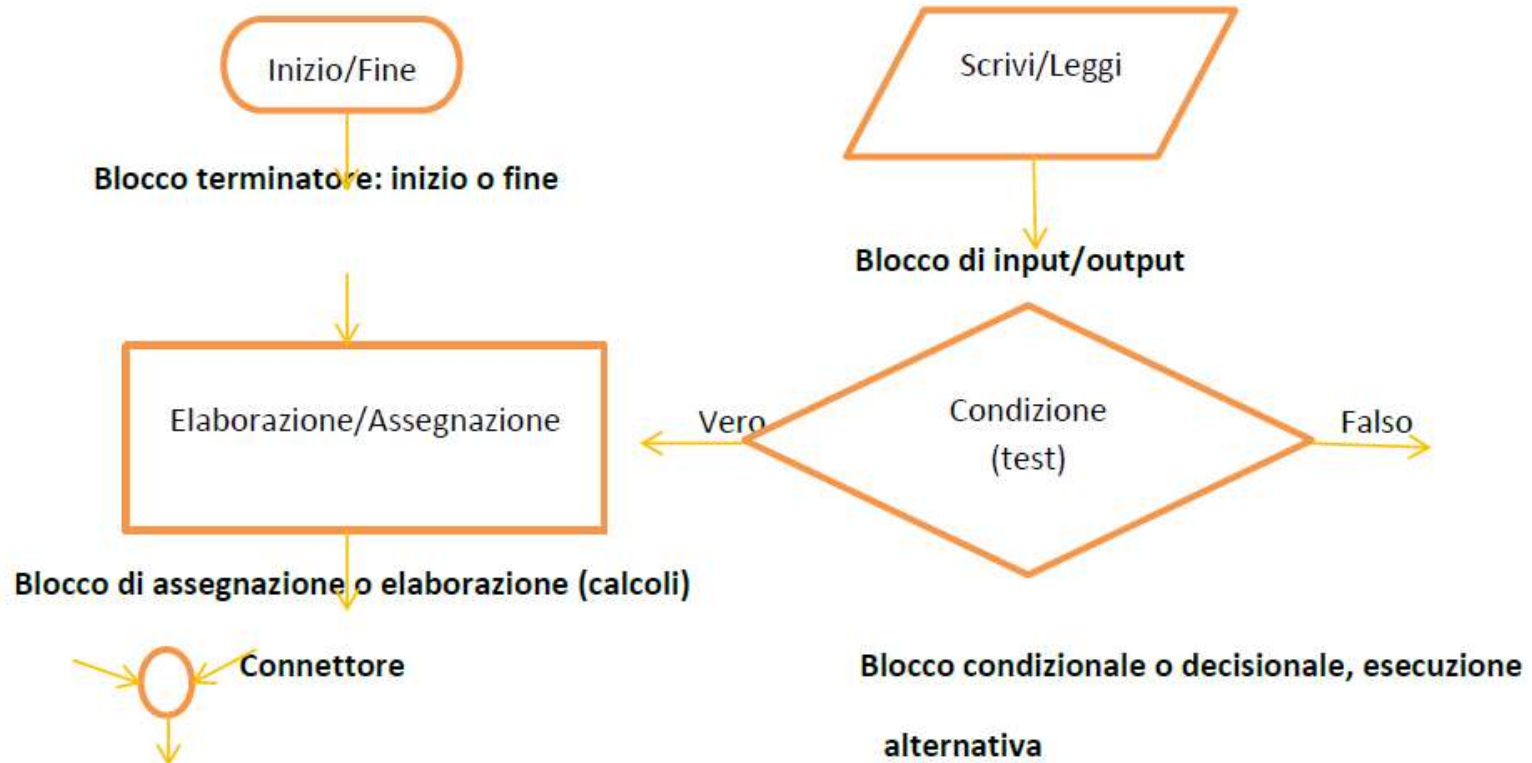 Inizio/Fine
Scrivi/Leggi
Blocco terminatore: inizio o fine
Blocco di input/output
Elaborazione/Assegnazione
Vero
Condizione
(test)
Falso
Blocco di assegnazione o elaborazione (calcoli)
Connettore
Blocco condizionale o decisionale, esecuzione
alternativa